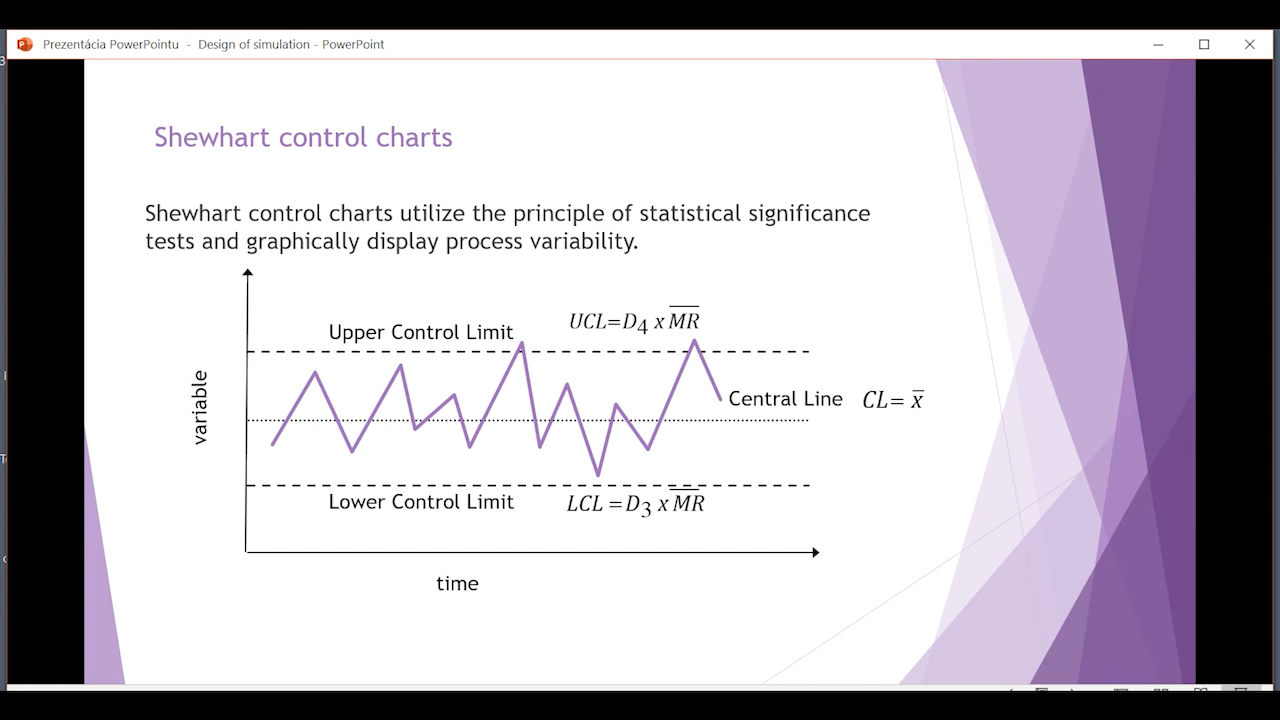 Prezentácia PowerPointu - Design of simulation - PowerPoint
Shewhart control charts
Shewhart control charts utilize the principle of statistical significance
tests and graphically display process variability.
Upper Control Limit
UCL=D₄ x M̅R̅
variable
Central Line
CL= x̅
Lower Control Limit
LCL =D₃ x M̅R̅
time